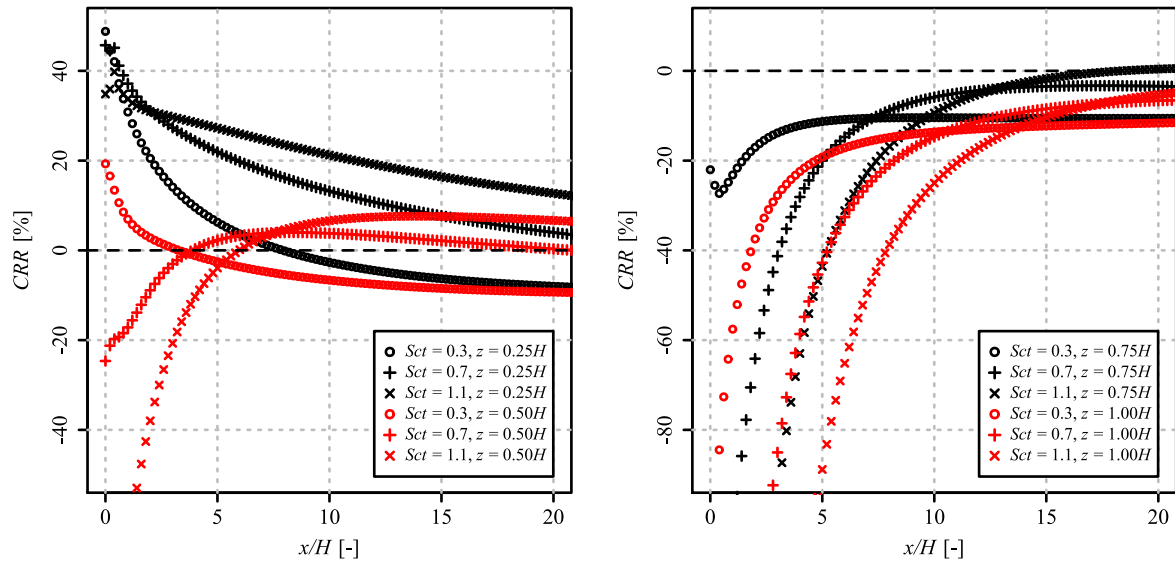 40
20
0
-20
-40
CRR [%]
0
5
10
15
20
x/H [-]
Sct = 0.3, z = 0.25H
Sct = 0.7, z = 0.25H
Sct = 1.1, z = 0.25H
Sct = 0.3, z = 0.50H
Sct = 0.7, z = 0.50H
Sct = 1.1, z = 0.50H
0
-20
-40
-60
-80
CRR [%]
0
5
10
15
20
x/H [-]
Sct = 0.3, z = 0.75H
Sct = 0.7, z = 0.75H
Sct = 1.1, z = 0.75H
Sct = 0.3, z = 1.00H
Sct = 0.7, z = 1.00H
Sct = 1.1, z = 1.00H